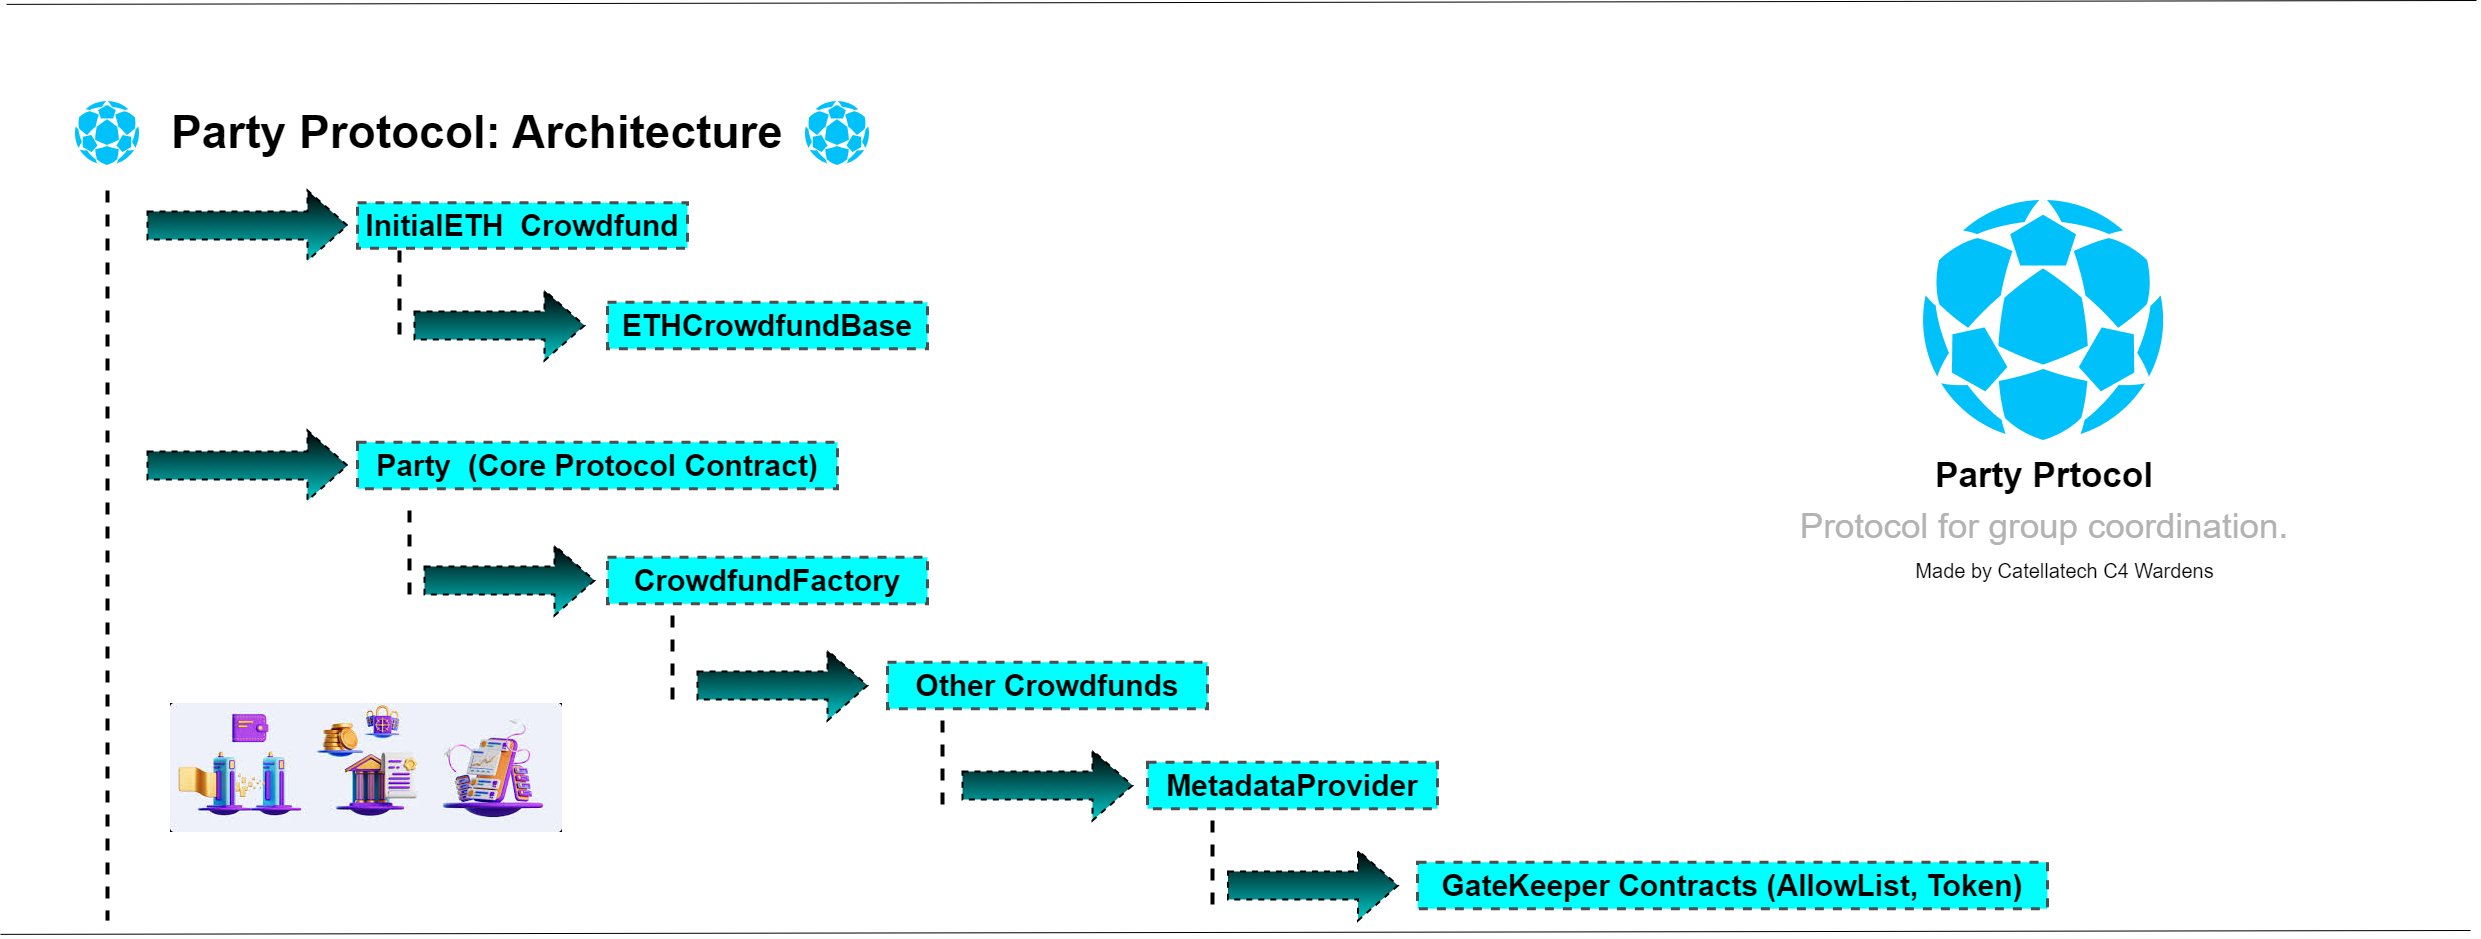 Party Protocol: Architecture
InitialETH  Crowdfund
ETHCrowdfundBase
Party  (Core Protocol Contract)
CrowdfundFactory
Other Crowdfunds
MetadataProvider
GateKeeper Contracts (AllowList, Token)
Party Prtocol
Protocol for group coordination.
Made by Catellatech C4 Wardens